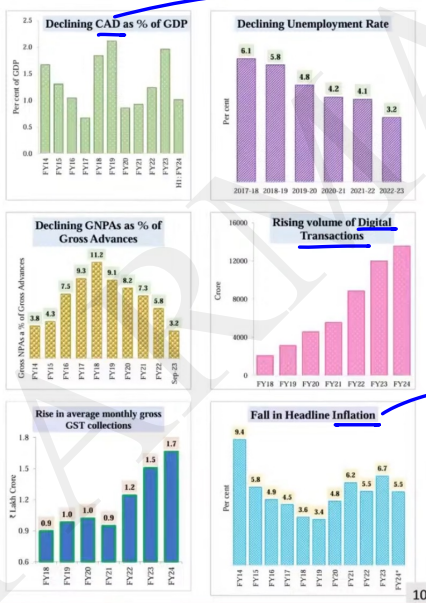 Declining CAD as % of GDP
Per cent of GDP
2.5
2.0
1.5
1.0
0.5
0.0
FY14 FY15 FY16 FY17 FY18 FY19 FY20 FY21 FY22 FY23 H1: FY24
Declining Unemployment Rate
Per cent
6.1 5.8 4.8 4.2 4.1 3.2
2017-18 2018-19 2019-20 2020-21 2021-22 2022-23
Declining GNPAs as % of
Gross Advances
Gross NPAs a % of Gross Advances
3.8 4.3 7.5 9.3 11.2 9.1 8.2 7.3 5.8 3.2
FY14 FY15 FY16 FY17 FY18 FY19 FY20 FY21 FY22 Sep-23
Rising volume of Digital
Transactions
Crore
16000
12000
8000
4000
0
FY18 FY19 FY20 FY21 FY22 FY23 FY24
Rise in average monthly gross
GST collections
₹ Lakh Crore
1.8
1.5
1.2
0.9
0.6
0.9 1.0 1.0 0.9 1.2 1.5 1.7
FY18 FY19 FY20 FY21 FY22 FY23 FY24
Fall in Headline Inflation
Per cent
9.4 5.8 4.9 4.5 3.6 3.4 4.8 6.2 5.5 6.7 5.5
FY14 FY15 FY16 FY17 FY18 FY19 FY20 FY21 FY22 FY23 FY24*
10